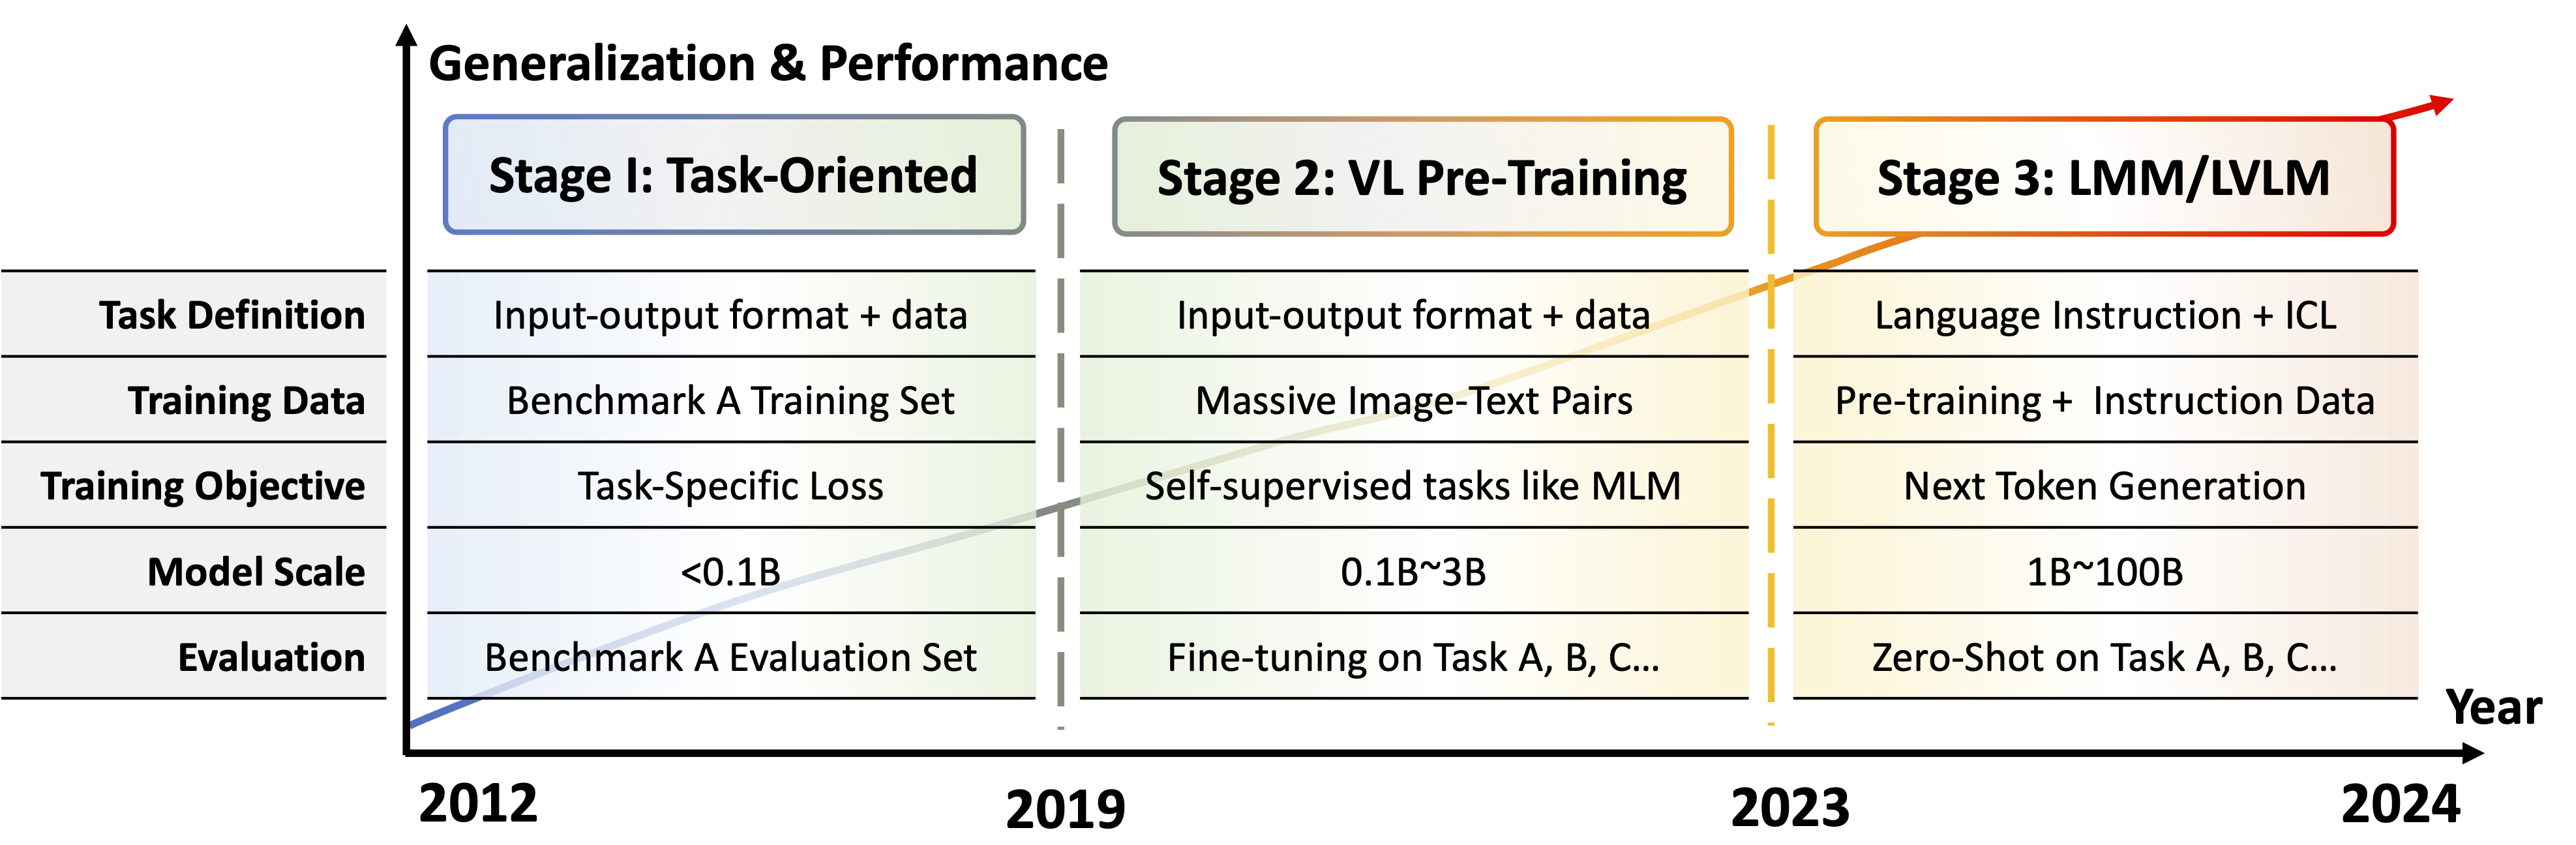 Generalization & Performance
Stage I: Task-Oriented
Stage 2: VL Pre-Training
Stage 3: LMM/LVLM
Task Definition
Input-output format + data
Input-output format + data
Language Instruction + ICL
Training Data
Benchmark A Training Set
Massive Image-Text Pairs
Pre-training + Instruction Data
Training Objective
Task-Specific Loss
Self-supervised tasks like MLM
Next Token Generation
Model Scale
<0.1B
0.1B~3B
1B~100B
Evaluation
Benchmark A Evaluation Set
Fine-tuning on Task A, B, C...
Zero-Shot on Task A, B, C...
Year
2012
2019
2023
2024